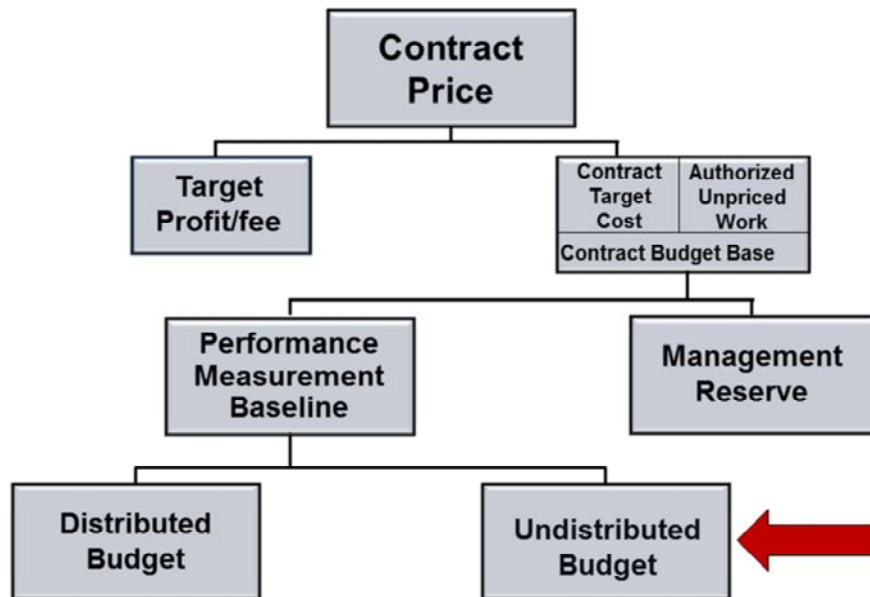 Contract
Price
Target
Profit/fee
Contract
Target
Cost
Authorized
Unpriced
Work
Contract Budget Base
Performance
Measurement
Baseline
Management
Reserve
Distributed
Budget
Undistributed
Budget